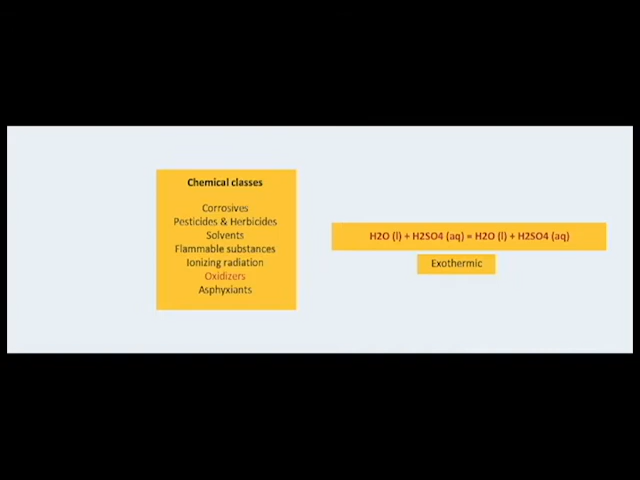 Chemical classes
Corrosives
Pesticides & Herbicides
Solvents
Flammable substances
Ionizing radiation
Oxidizers
Asphyxiants
H2O (l) + H2SO4 (aq) = H2O (l) + H2SO4 (aq)
Exothermic